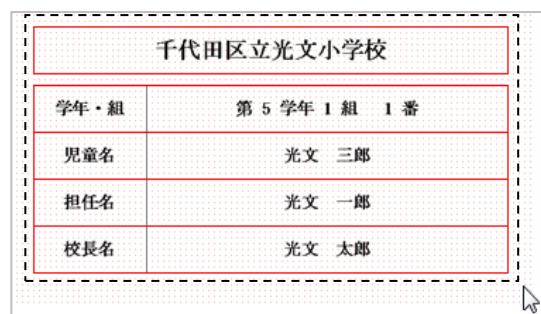 千代田区立光文小学校
学年・組 第 5 学年 1 組 1 番
児童名 光文 三郎
担任名 光文 一郎
校長名 光文 太郎